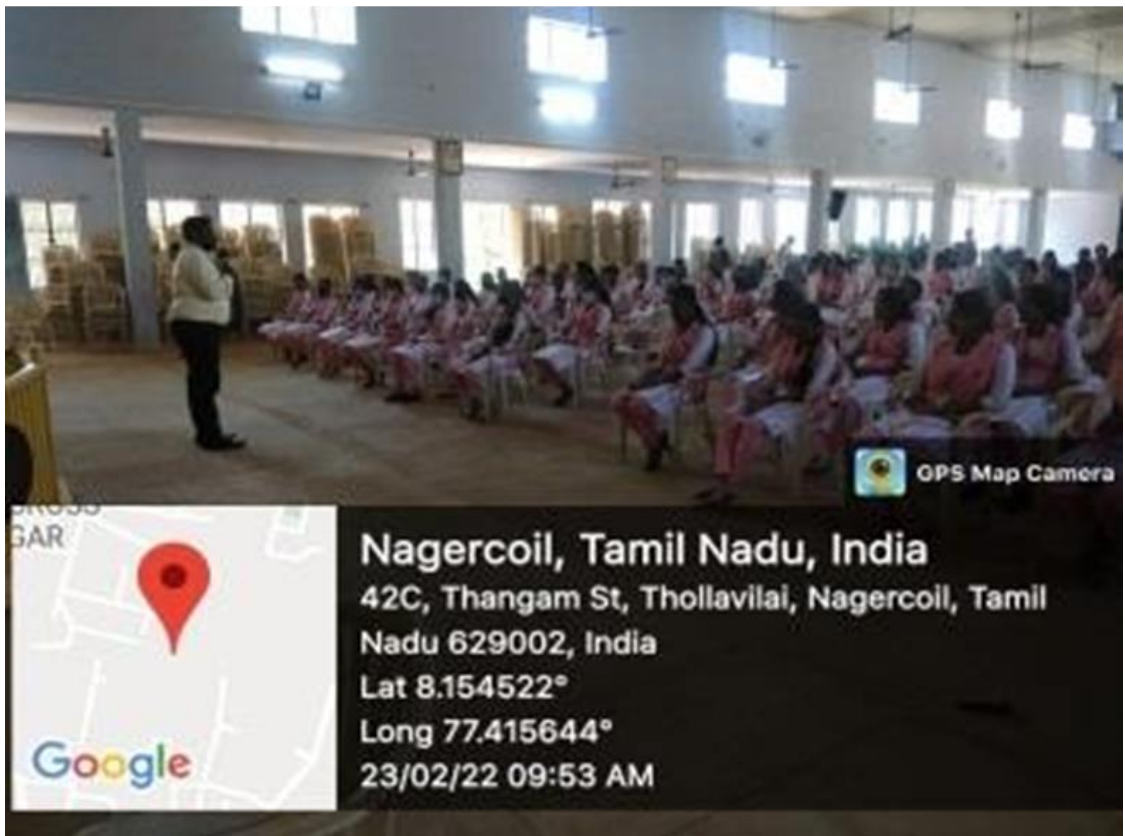 GPS Map Camera
GAR
Nagercoil, Tamil Nadu, India
42C, Thangam St, Thollavilai, Nagercoil, Tamil
Nadu 629002, India
Lat 8.154522°
Long 77.415644°
23/02/22 09:53 AM
Google